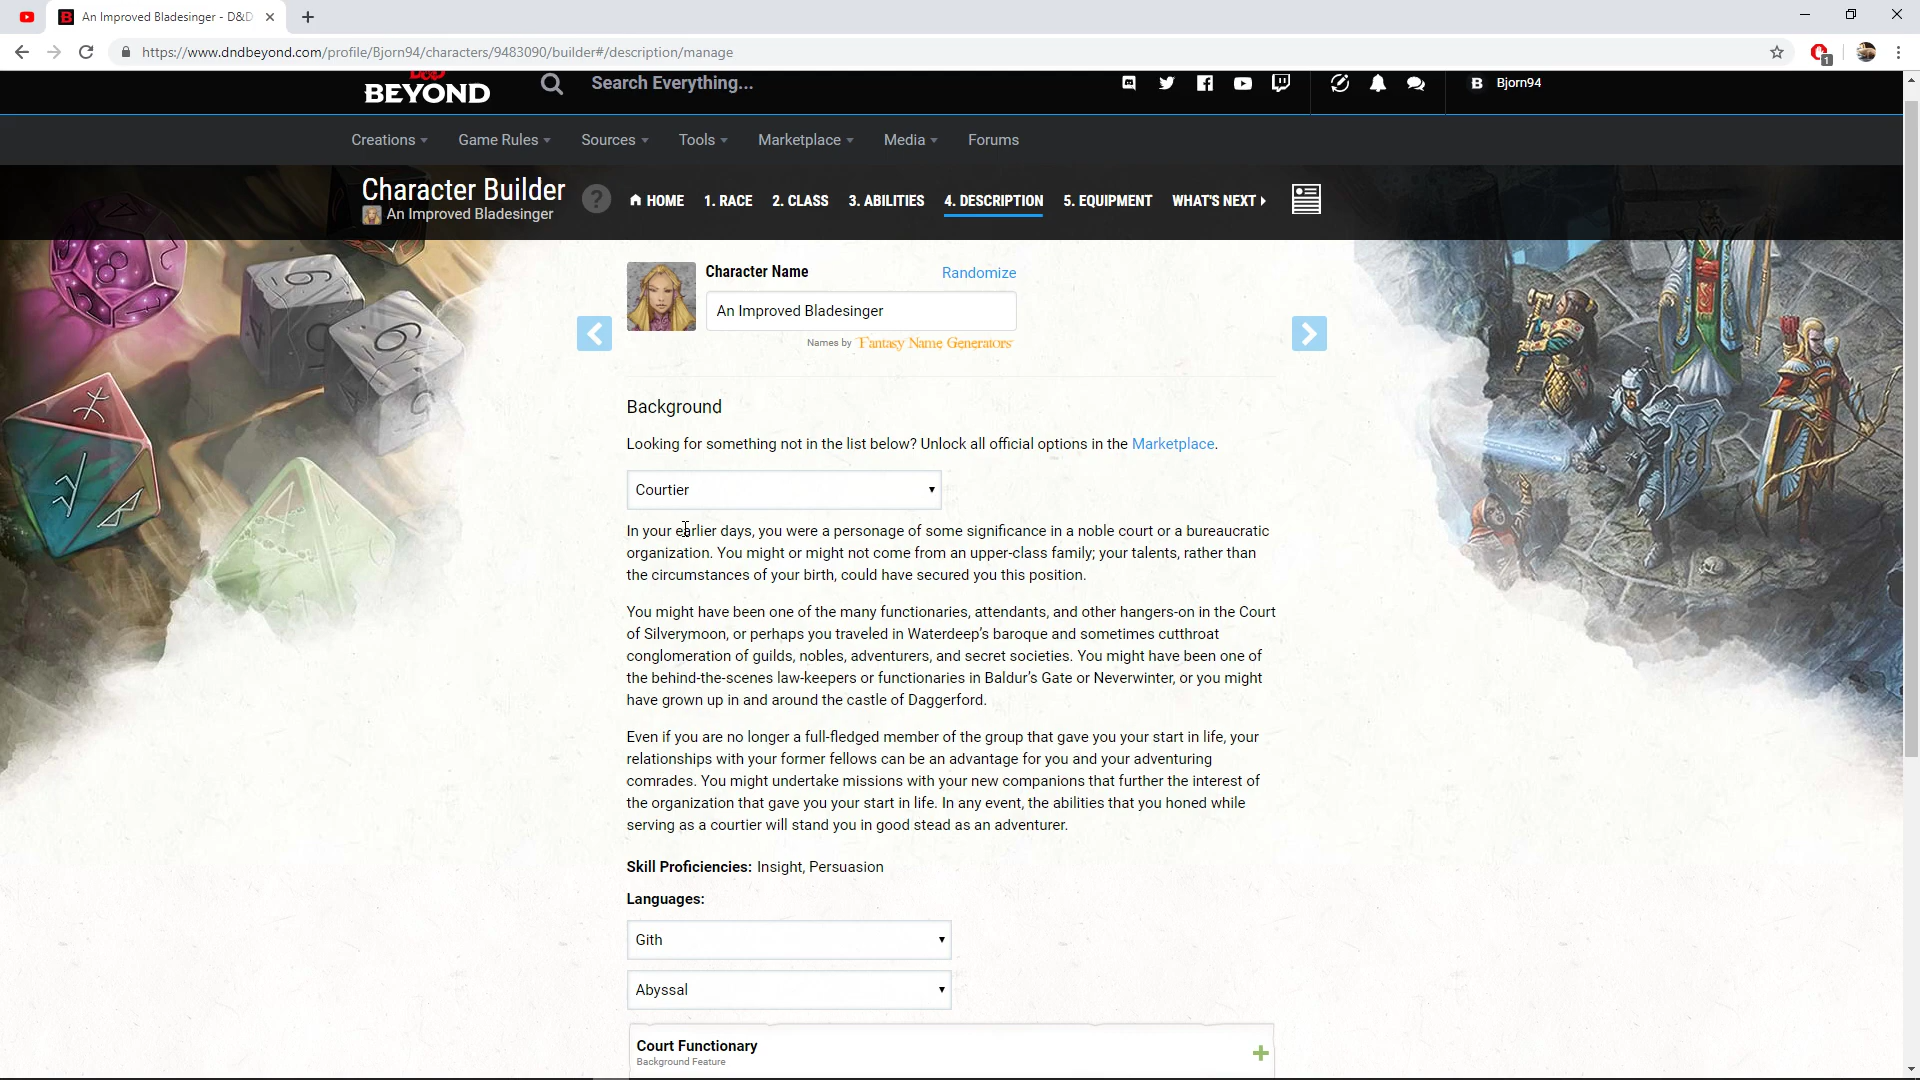 An Improved Bladesinger - D&D
https://www.dndbeyond.com/profile/Bjorn94/characters/9483090/builder#/description/manage
1
D&D
BEYOND
Search Everything...
B Bjorn94
Creations Game Rules Sources Tools Marketplace Media Forums
Character Builder
An Improved Bladesinger
?
HOME 1. RACE 2. CLASS 3. ABILITIES 4. DESCRIPTION 5. EQUIPMENT WHAT'S NEXT
Character Name
Randomize
An Improved Bladesinger
Names by Fantasy Name Generators
Background
Looking for something not in the list below? Unlock all official options in the Marketplace.
Courtier
In your earlier days, you were a personage of some significance in a noble court or a bureaucratic
organization. You might or might not come from an upper-class family; your talents, rather than
the circumstances of your birth, could have secured you this position.
You might have been one of the many functionaries, attendants, and other hangers-on in the Court
of Silverymoon, or perhaps you traveled in Waterdeep's baroque and sometimes cutthroat
conglomeration of guilds, nobles, adventurers, and secret societies. You might have been one of
the behind-the-scenes law-keepers or functionaries in Baldur's Gate or Neverwinter, or you might
have grown up in and around the castle of Daggerford.
Even if you are no longer a full-fledged member of the group that gave you your start in life, your
relationships with your former fellows can be an advantage for you and your adventuring
comrades. You might undertake missions with your new companions that further the interest of
the organization that gave you your start in life. In any event, the abilities that you honed while
serving as a courtier will stand you in good stead as an adventurer.
Skill Proficiencies: Insight, Persuasion
Languages:
Gith
Abyssal
Court Functionary
Background Feature